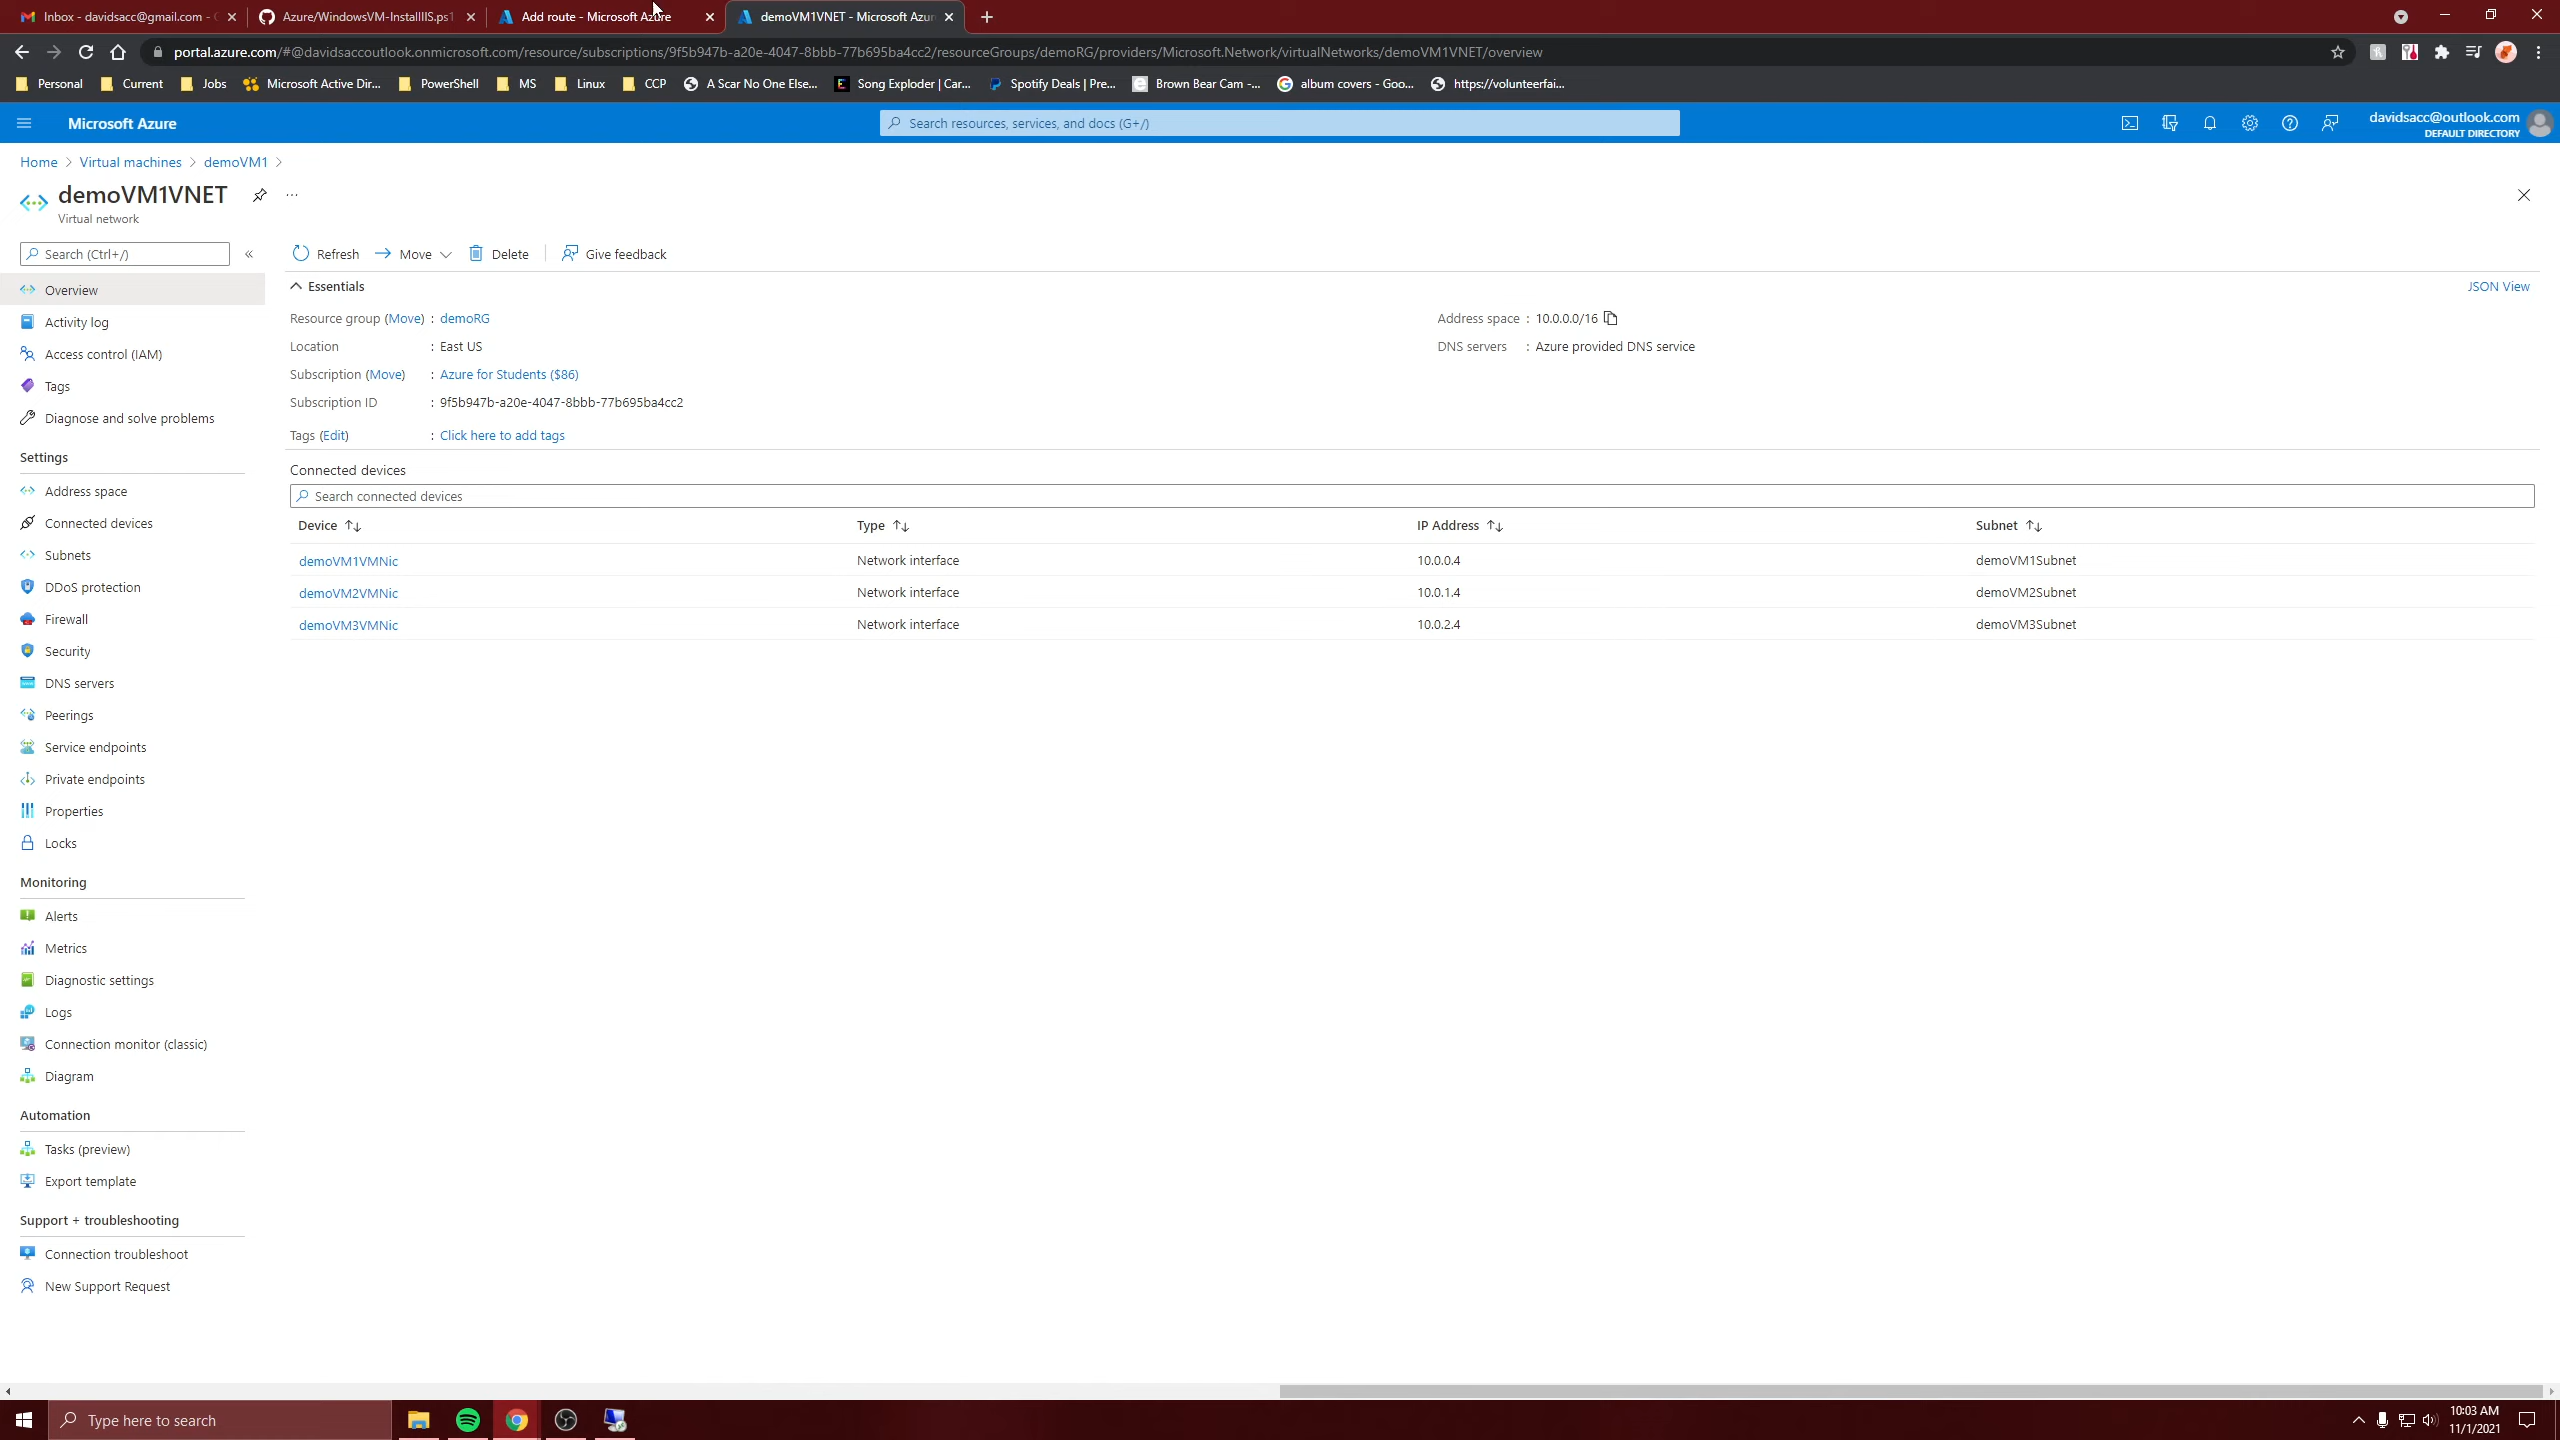 Inbox - davidsacc@gmail.com - G
Azure/WindowsVM-InstallIIS.ps1
Add route - Microsoft Azure
demoVM1VNET - Microsoft Azur
portal.azure.com/#@davidsaccoutlook.onmicrosoft.com/resource/subscriptions/9f5b947b-a20e-4047-8bbb-77b695ba4cc2/resourceGroups/demoRG/providers/Microsoft.Network/virtualNetworks/demoVM1VNET/overview
Personal Current Jobs Microsoft Active Dir... PowerShell MS Linux CCP A Scar No One Else... Song Exploder | Car... Spotify Deals | Pre... Brown Bear Cam -... album covers - Goo... https://volunteerfai...
Microsoft Azure
Search resources, services, and docs (G+/)
davidsacc@outlook.com
DEFAULT DIRECTORY
Home > Virtual machines > demoVM1 >
demoVM1VNET
...
Virtual network
Search (Ctrl+/)
«
Overview
Activity log
Access control (IAM)
Tags
Diagnose and solve problems
Settings
Address space
Connected devices
Subnets
DDoS protection
Firewall
Security
DNS servers
Peerings
Service endpoints
Private endpoints
Properties
Locks
Monitoring
Alerts
Metrics
Diagnostic settings
Logs
Connection monitor (classic)
Diagram
Automation
Tasks (preview)
Export template
Support + troubleshooting
Connection troubleshoot
New Support Request
Refresh Move Delete Give feedback
Essentials
JSON View
Resource group (Move) : demoRG
Location : East US
Subscription (Move) : Azure for Students ($86)
Subscription ID : 9f5b947b-a20e-4047-8bbb-77b695ba4cc2
Tags (Edit) : Click here to add tags
Address space : 10.0.0.0/16
DNS servers : Azure provided DNS service
Connected devices
Search connected devices
Device ↑↓ Type ↑↓ IP Address ↑↓ Subnet ↑↓
demoVM1VMNic Network interface 10.0.0.4 demoVM1Subnet
demoVM2VMNic Network interface 10.0.1.4 demoVM2Subnet
demoVM3VMNic Network interface 10.0.2.4 demoVM3Subnet
Type here to search
10:03 AM
11/1/2021